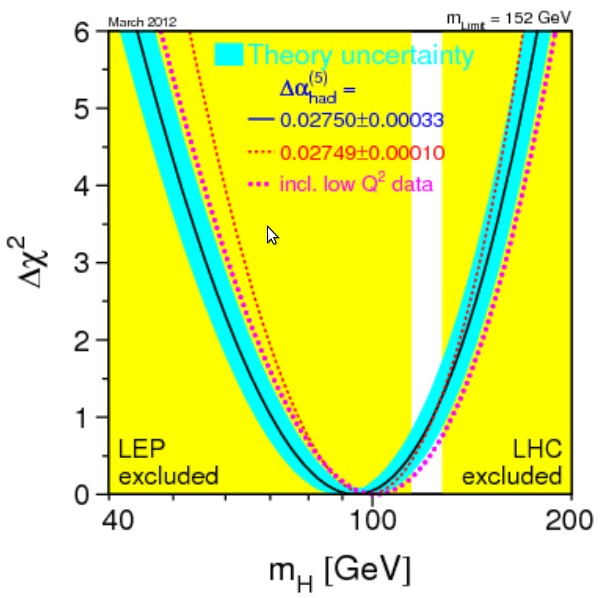 March 2012
m_Limit = 152 GeV
6
5
4
3
2
1
0
Δχ²
Theory uncertainty
Δα_had^(5) =
0.02750±0.00033
0.02749±0.00010
incl. low Q² data
LEP
excluded
LHC
excluded
40
100
200
m_H [GeV]